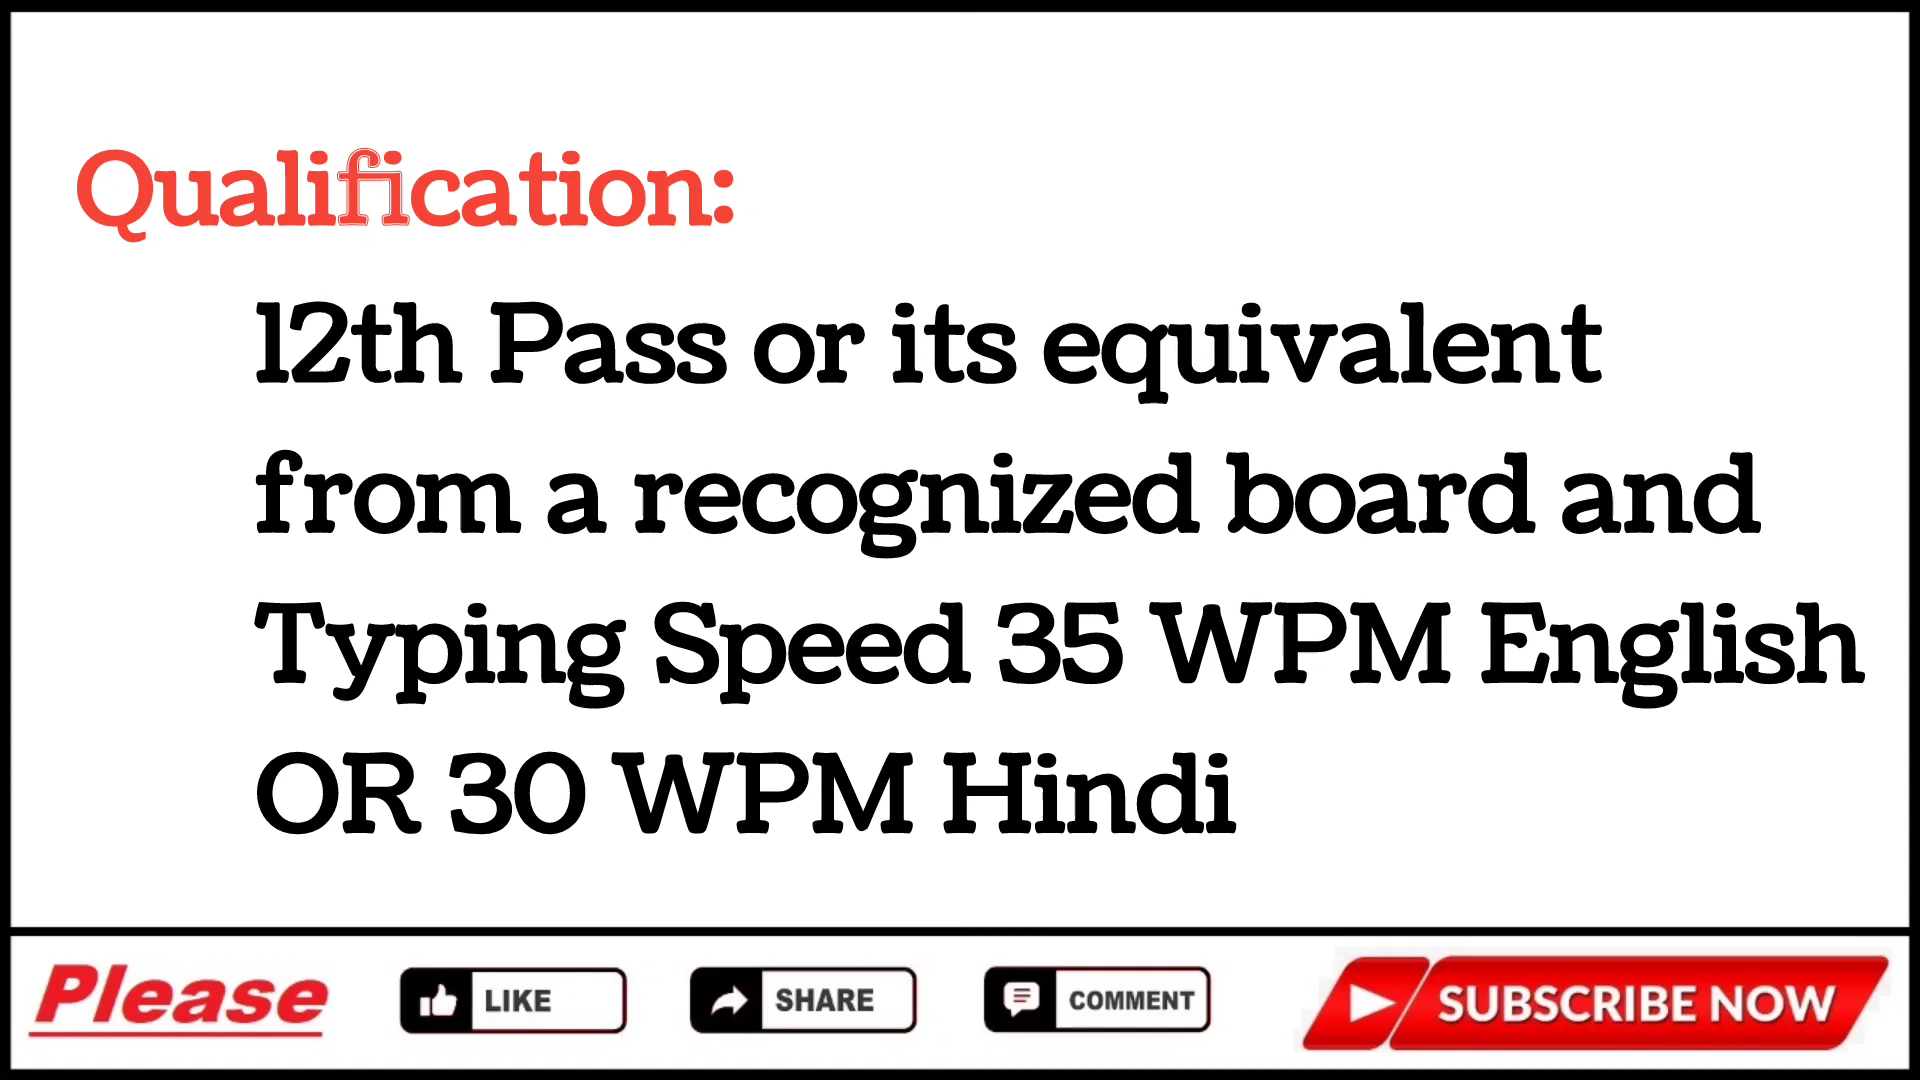 Qualification:
12th Pass or its equivalent
from a recognized board and
Typing Speed 35 WPM English
OR 30 WPM Hindi
Please LIKE SHARE COMMENT SUBSCRIBE NOW